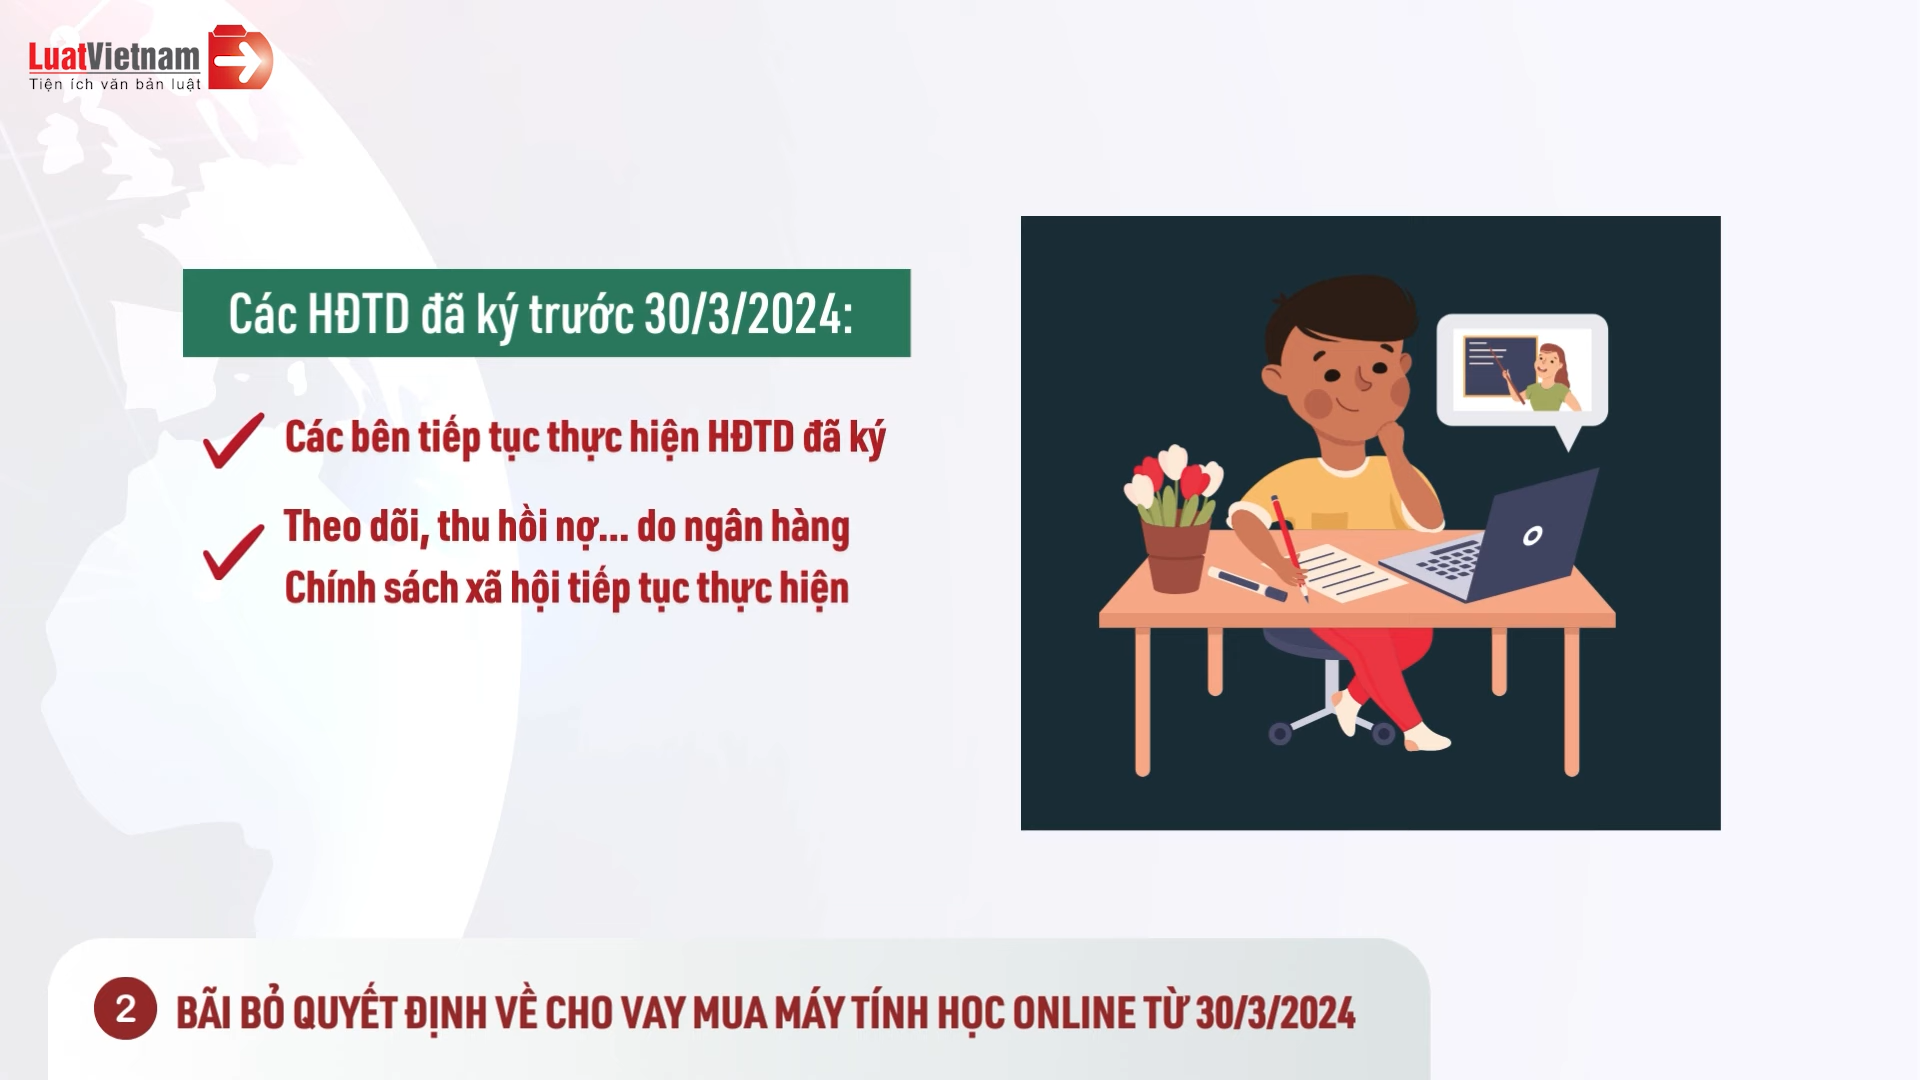 LuatVietnam
Tiện ích văn bản luật
Các HĐTD đã ký trước 30/3/2024:
Các bên tiếp tục thực hiện HĐTD đã ký
Theo dõi, thu hồi nợ... do ngân hàng
Chính sách xã hội tiếp tục thực hiện
2 BÃI BỎ QUYẾT ĐỊNH VỀ CHO VAY MUA MÁY TÍNH HỌC ONLINE TỪ 30/3/2024